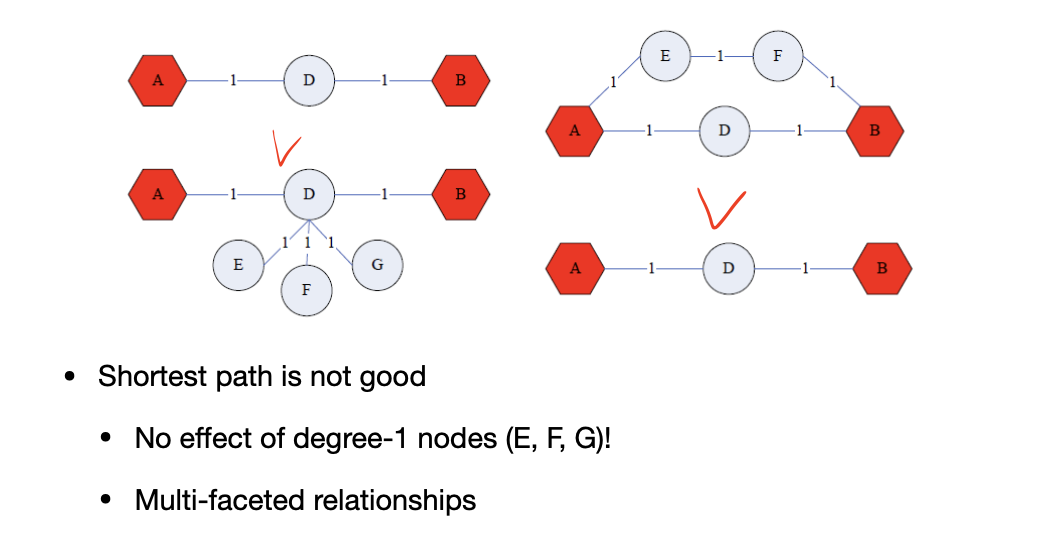 A 1 D 1 B
A 1 D 1 B
1 1 1
E F G
E 1 F
1 1
A 1 D 1 B
A 1 D 1 B
• Shortest path is not good
• No effect of degree-1 nodes (E, F, G)!
• Multi-faceted relationships